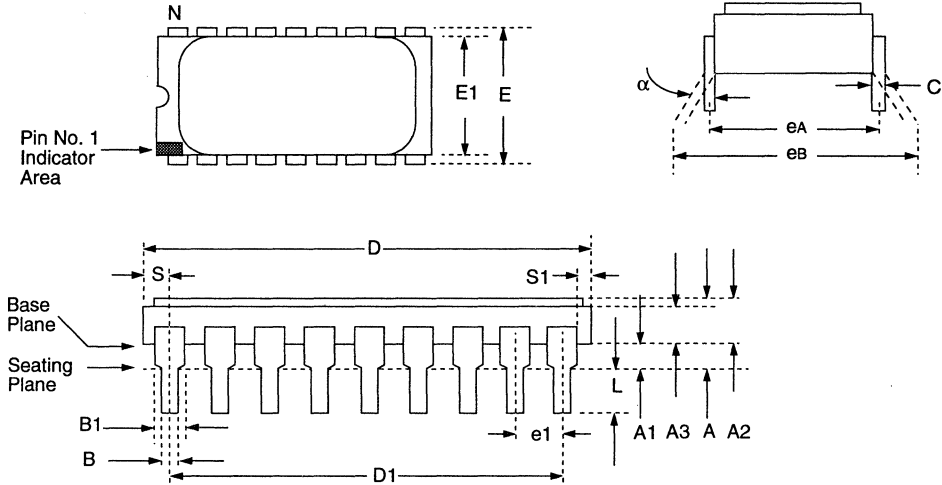 N
E1
E
Pin No. 1
Indicator
Area
α
C
eA
eB
D
S
S1
Base
Plane
Seating
Plane
L
B1
e1
A1
A3
A
A2
B
D1